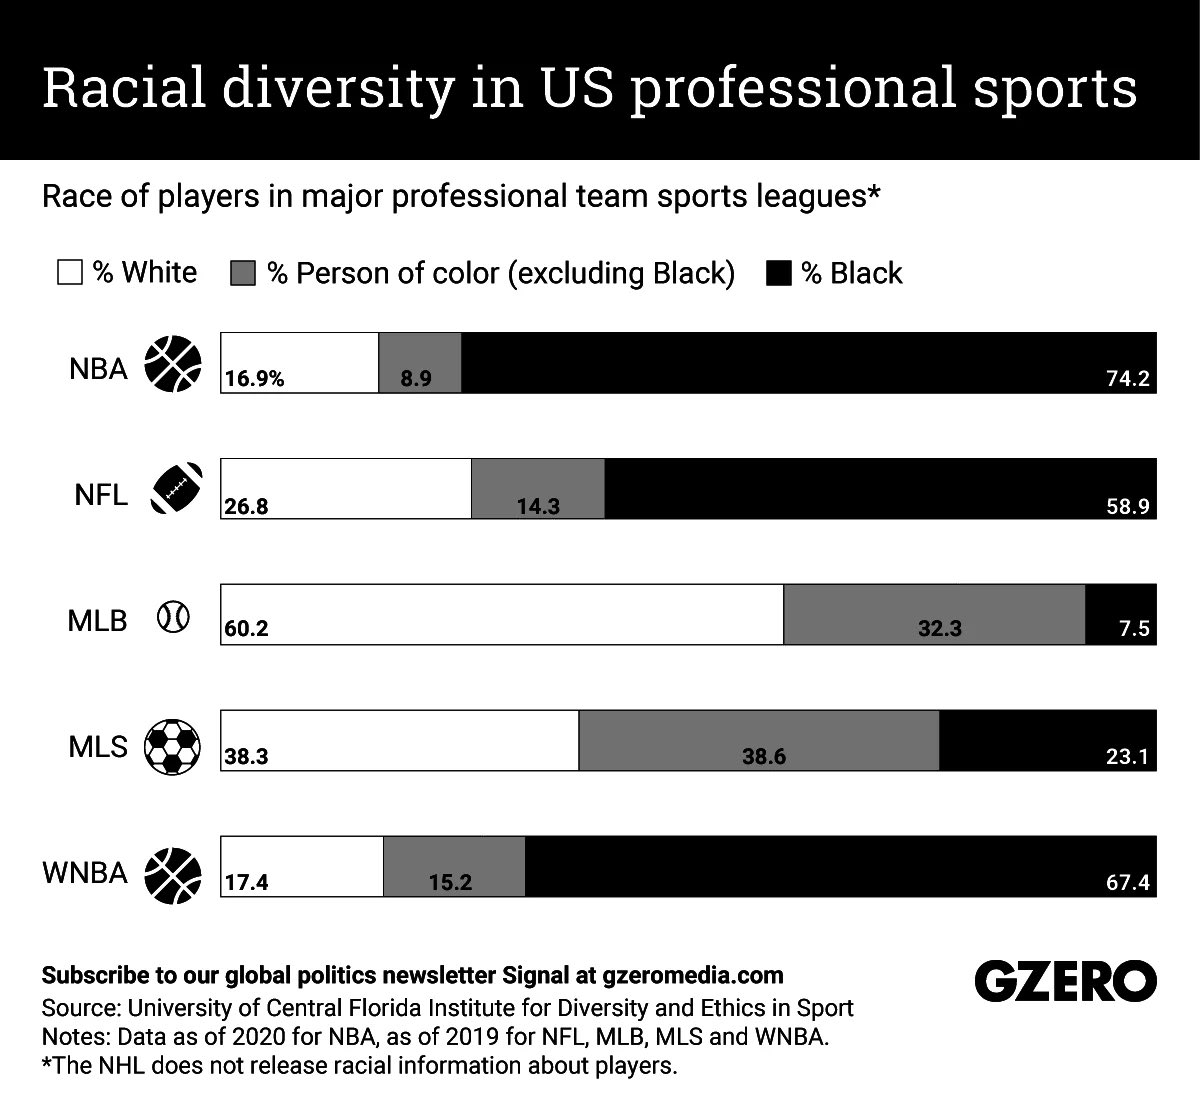 Racial diversity in US professional sports
Race of players in major professional team sports leagues*
% White % Person of color (excluding Black) % Black
NBA 16.9% 8.9 74.2
NFL 26.8 14.3 58.9
MLB 60.2 32.3 7.5
MLS 38.3 38.6 23.1
WNBA 17.4 15.2 67.4
Subscribe to our global politics newsletter Signal at gzeromedia.com
GZERO
Source: University of Central Florida Institute for Diversity and Ethics in Sport
Notes: Data as of 2020 for NBA, as of 2019 for NFL, MLB, MLS and WNBA.
*The NHL does not release racial information about players.